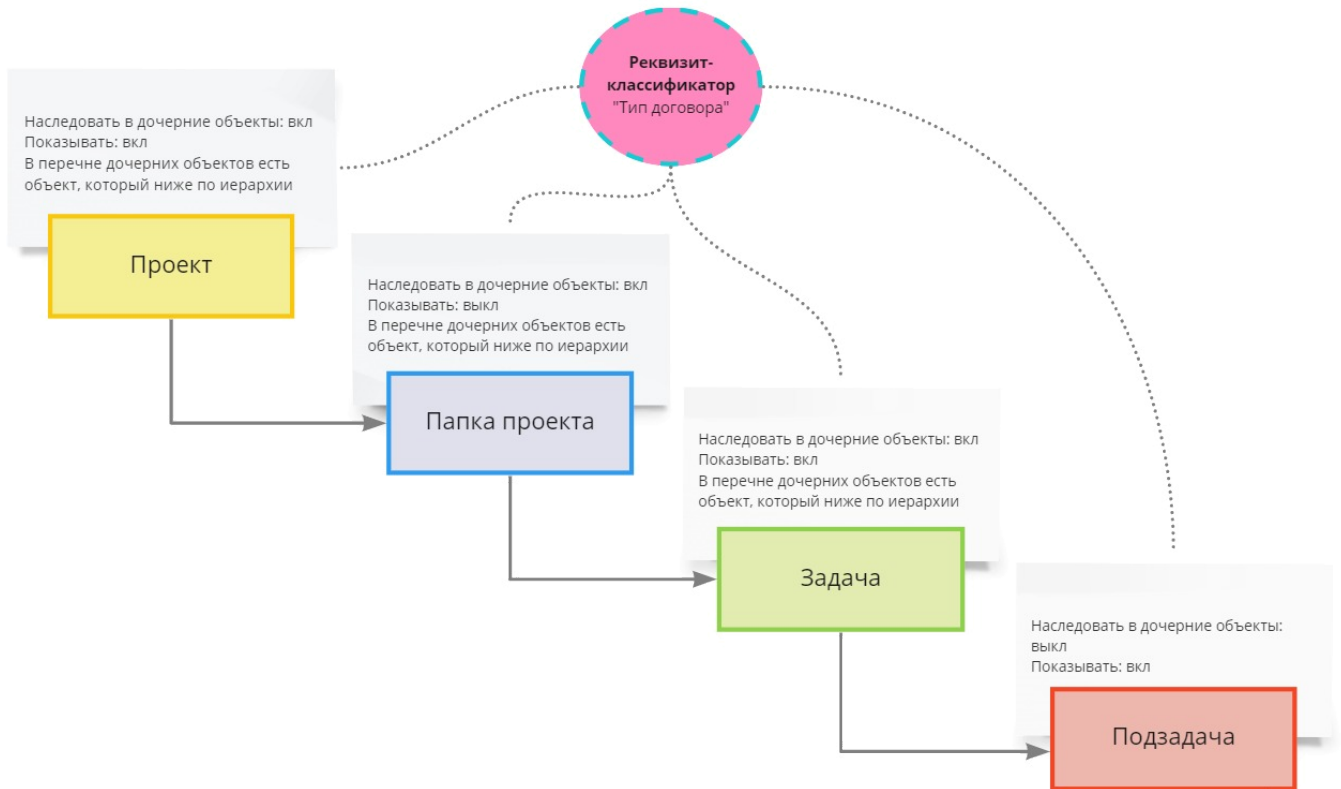 Реквизит-
классификатор
"Тип договора"
Наследовать в дочерние объекты: вкл
Показывать: вкл
В перечне дочерних объектов есть
объект, который ниже по иерархии
Проект
Наследовать в дочерние объекты: вкл
Показывать: выкл
В перечне дочерних объектов есть
объект, который ниже по иерархии
Папка проекта
Наследовать в дочерние объекты: вкл
Показывать: вкл
В перечне дочерних объектов есть
объект, который ниже по иерархии
Задача
Наследовать в дочерние объекты:
выкл
Показывать: вкл
Подзадача